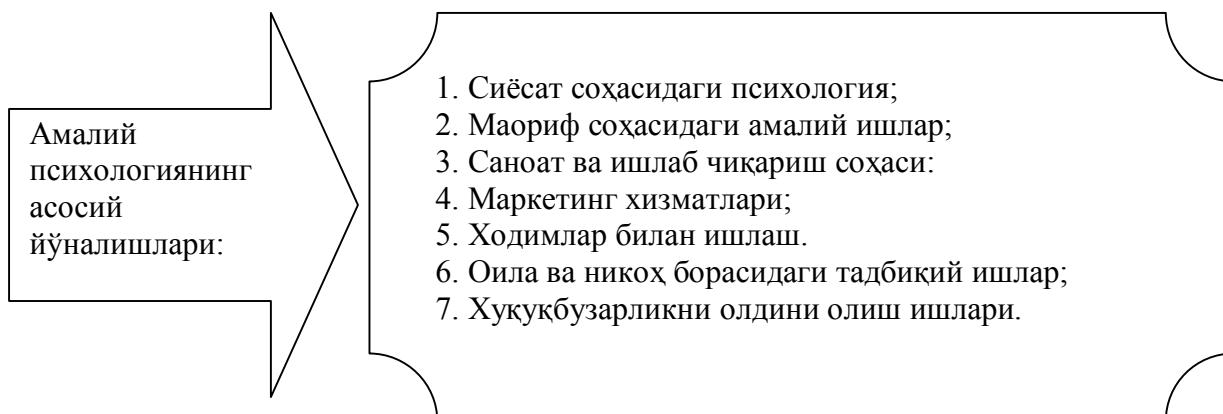 Амалий
психологиянинг
асосий
йўналишлари:
1. Сиёсат соҳасидаги психология;
2. Маориф соҳасидаги амалий ишлар;
3. Саноат ва ишлаб чиқариш соҳаси:
4. Маркетинг хизматлари;
5. Ходимлар билан ишлаш.
6. Оила ва никоҳ борасидаги тадбиқий ишлар;
7. Хуқуқбузарликни олдини олиш ишлари.